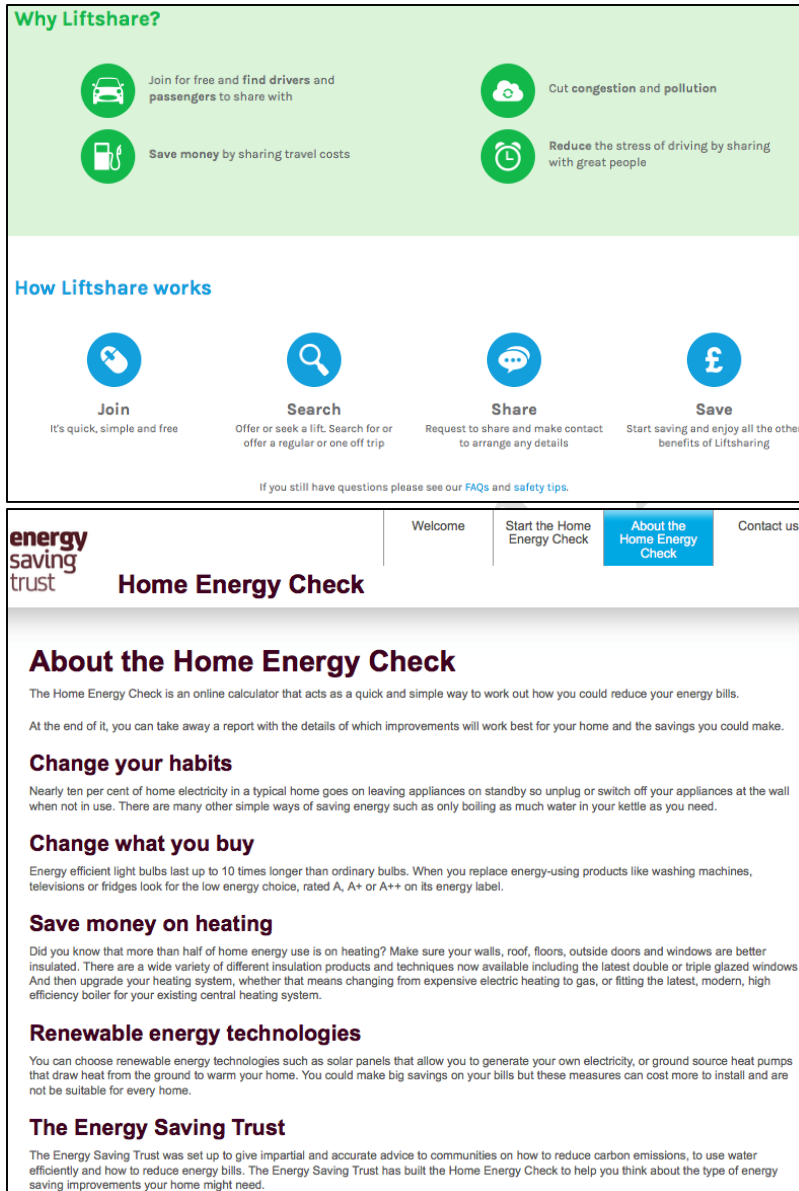 Why Liftshare?
Join for free and find drivers and
passengers to share with
Cut congestion and pollution
Save money by sharing travel costs
Reduce the stress of driving by sharing
with great people
How Liftshare works
Join
It's quick, simple and free
Search
Offer or seek a lift. Search for or
offer a regular or one off trip
Share
Request to share and make contact
to arrange any details
£
Save
Start saving and enjoy all the other
benefits of Liftsharing
If you still have questions please see our FAQs and safety tips.
energy
saving
trust
Home Energy Check
Welcome
Start the Home
Energy Check
About the
Home Energy
Check
Contact us
About the Home Energy Check
The Home Energy Check is an online calculator that acts as a quick and simple way to work out how you could reduce your energy bills.
At the end of it, you can take away a report with the details of which improvements will work best for your home and the savings you could make.
Change your habits
Nearly ten per cent of home electricity in a typical home goes on leaving appliances on standby so unplug or switch off your appliances at the wall
when not in use. There are many other simple ways of saving energy such as only boiling as much water in your kettle as you need.
Change what you buy
Energy efficient light bulbs last up to 10 times longer than ordinary bulbs. When you replace energy-using products like washing machines,
televisions or fridges look for the low energy choice, rated A, A+ or A++ on its energy label.
Save money on heating
Did you know that more than half of home energy use is on heating? Make sure your walls, roof, floors, outside doors and windows are better
insulated. There are a wide variety of different insulation products and techniques now available including the latest double or triple glazed windows
And then upgrade your heating system, whether that means changing from expensive electric heating to gas, or fitting the latest, modern, high
efficiency boiler for your existing central heating system.
Renewable energy technologies
You can choose renewable energy technologies such as solar panels that allow you to generate your own electricity, or ground source heat pumps
that draw heat from the ground to warm your home. You could make big savings on your bills but these measures can cost more to install and are
not be suitable for every home.
The Energy Saving Trust
The Energy Saving Trust was set up to give impartial and accurate advice to communities on how to reduce carbon emissions, to use water
efficiently and how to reduce energy bills. The Energy Saving Trust has built the Home Energy Check to help you think about the type of energy
saving improvements your home might need.